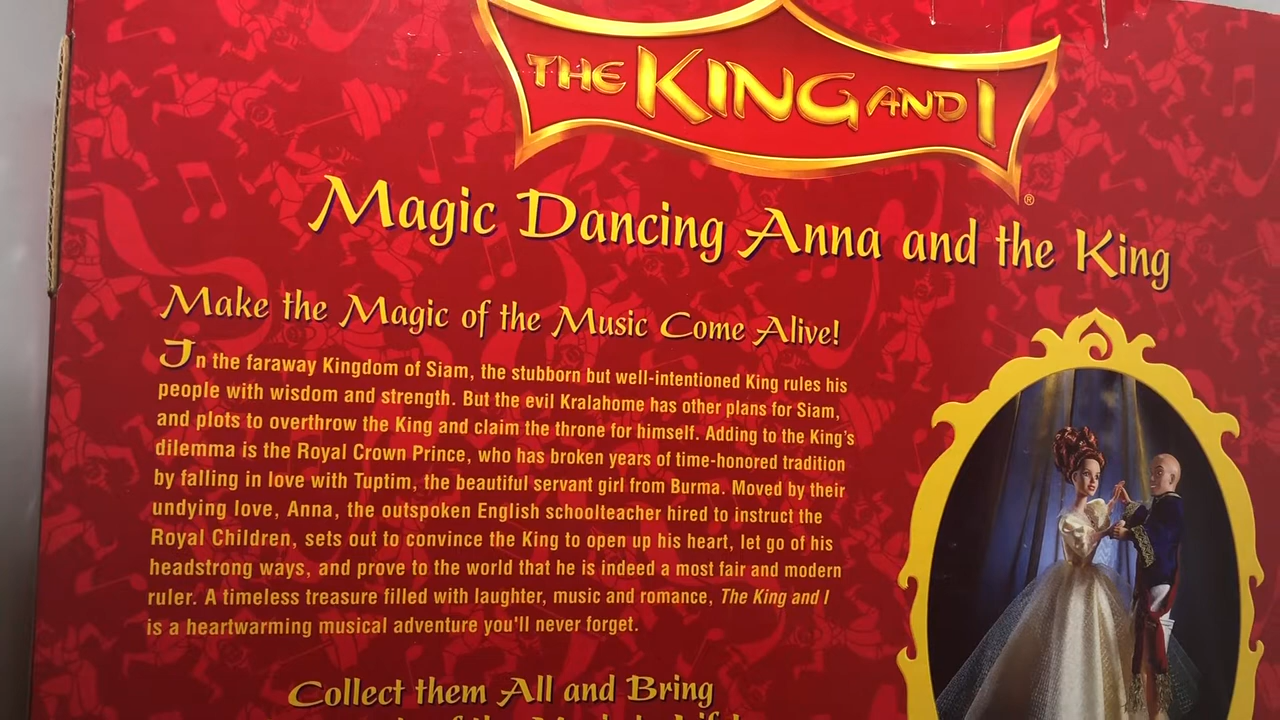 THE KING AND I
®
Magic Dancing Anna and the King
Make the Magic of the Music Come Alive!
In the faraway Kingdom of Siam, the stubborn but well-intentioned King rules his
people with wisdom and strength. But the evil Kralahome has other plans for Siam,
and plots to overthrow the King and claim the throne for himself. Adding to the King's
dilemma is the Royal Crown Prince, who has broken years of time-honored tradition
by falling in love with Tuptim, the beautiful servant girl from Burma. Moved by their
undying love, Anna, the outspoken English schoolteacher hired to instruct the
Royal Children, sets out to convince the King to open up his heart, let go of his
headstrong ways, and prove to the world that he is indeed a most fair and modern
ruler. A timeless treasure filled with laughter, music and romance, The King and I
is a heartwarming musical adventure you'll never forget.
Collect them All and Bring